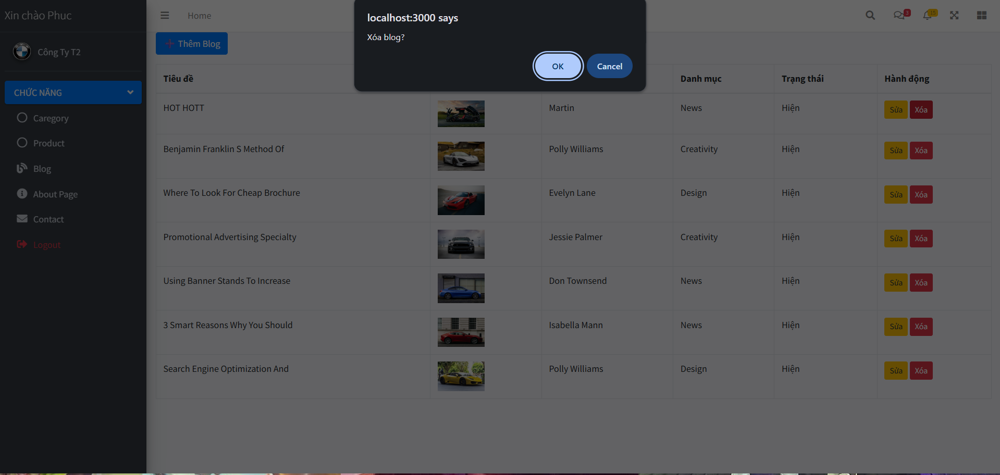 Xin chào Phuc
Home
3
15
localhost:3000 says
Xóa blog?
OK
Cancel
Công Ty T2
CHỨC NĂNG
Caregory
Product
Blog
About Page
Contact
Logout
Thêm Blog
Tiêu đề Danh mục Trạng thái Hành động
HOT HOTT Martin News Hiện Sửa Xóa
Benjamin Franklin S Method Of Polly Williams Creativity Hiện Sửa Xóa
Where To Look For Cheap Brochure Evelyn Lane Design Hiện Sửa Xóa
Promotional Advertising Specialty Jessie Palmer Creativity Hiện Sửa Xóa
Using Banner Stands To Increase Don Townsend News Hiện Sửa Xóa
3 Smart Reasons Why You Should Isabella Mann News Hiện Sửa Xóa
Search Engine Optimization And Polly Williams Design Hiện Sửa Xóa